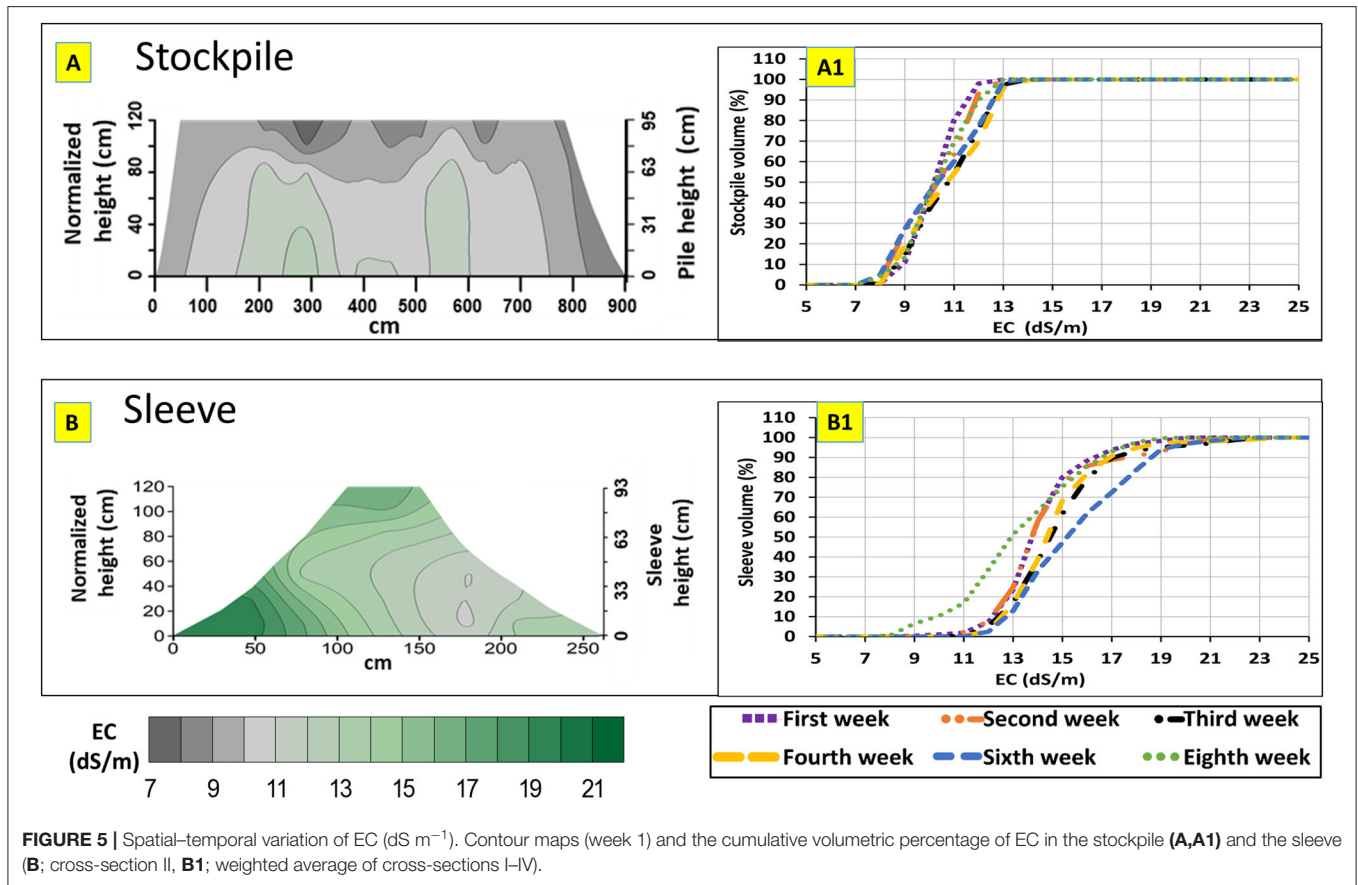 A Stockpile
Normalized
height (cm)
120
80
40
0
95
63
31
0
Pile height (cm)
0 100 200 300 400 500 600 700 800 900
cm
A1
Stockpile volume (%)
110
100
90
80
70
60
50
40
30
20
10
0
5 7 9 11 13 15 17 19 21 23 25
EC (dS/m)
B Sleeve
Normalized
height (cm)
120
100
80
60
40
20
0
93
63
33
0
Sleeve
height (cm)
0 50 100 150 200 250
cm
B1
Sleeve volume (%)
110
100
90
80
70
60
50
40
30
20
10
0
5 7 9 11 13 15 17 19 21 23 25
EC (dS/m)
EC
(dS/m)
7 9 11 13 15 17 19 21
First week Second week Third week
Fourth week Sixth week Eighth week
FIGURE 5 | Spatial–temporal variation of EC (dS m⁻¹). Contour maps (week 1) and the cumulative volumetric percentage of EC in the stockpile (A,A1) and the sleeve
(B; cross-section II, B1; weighted average of cross-sections I–IV).